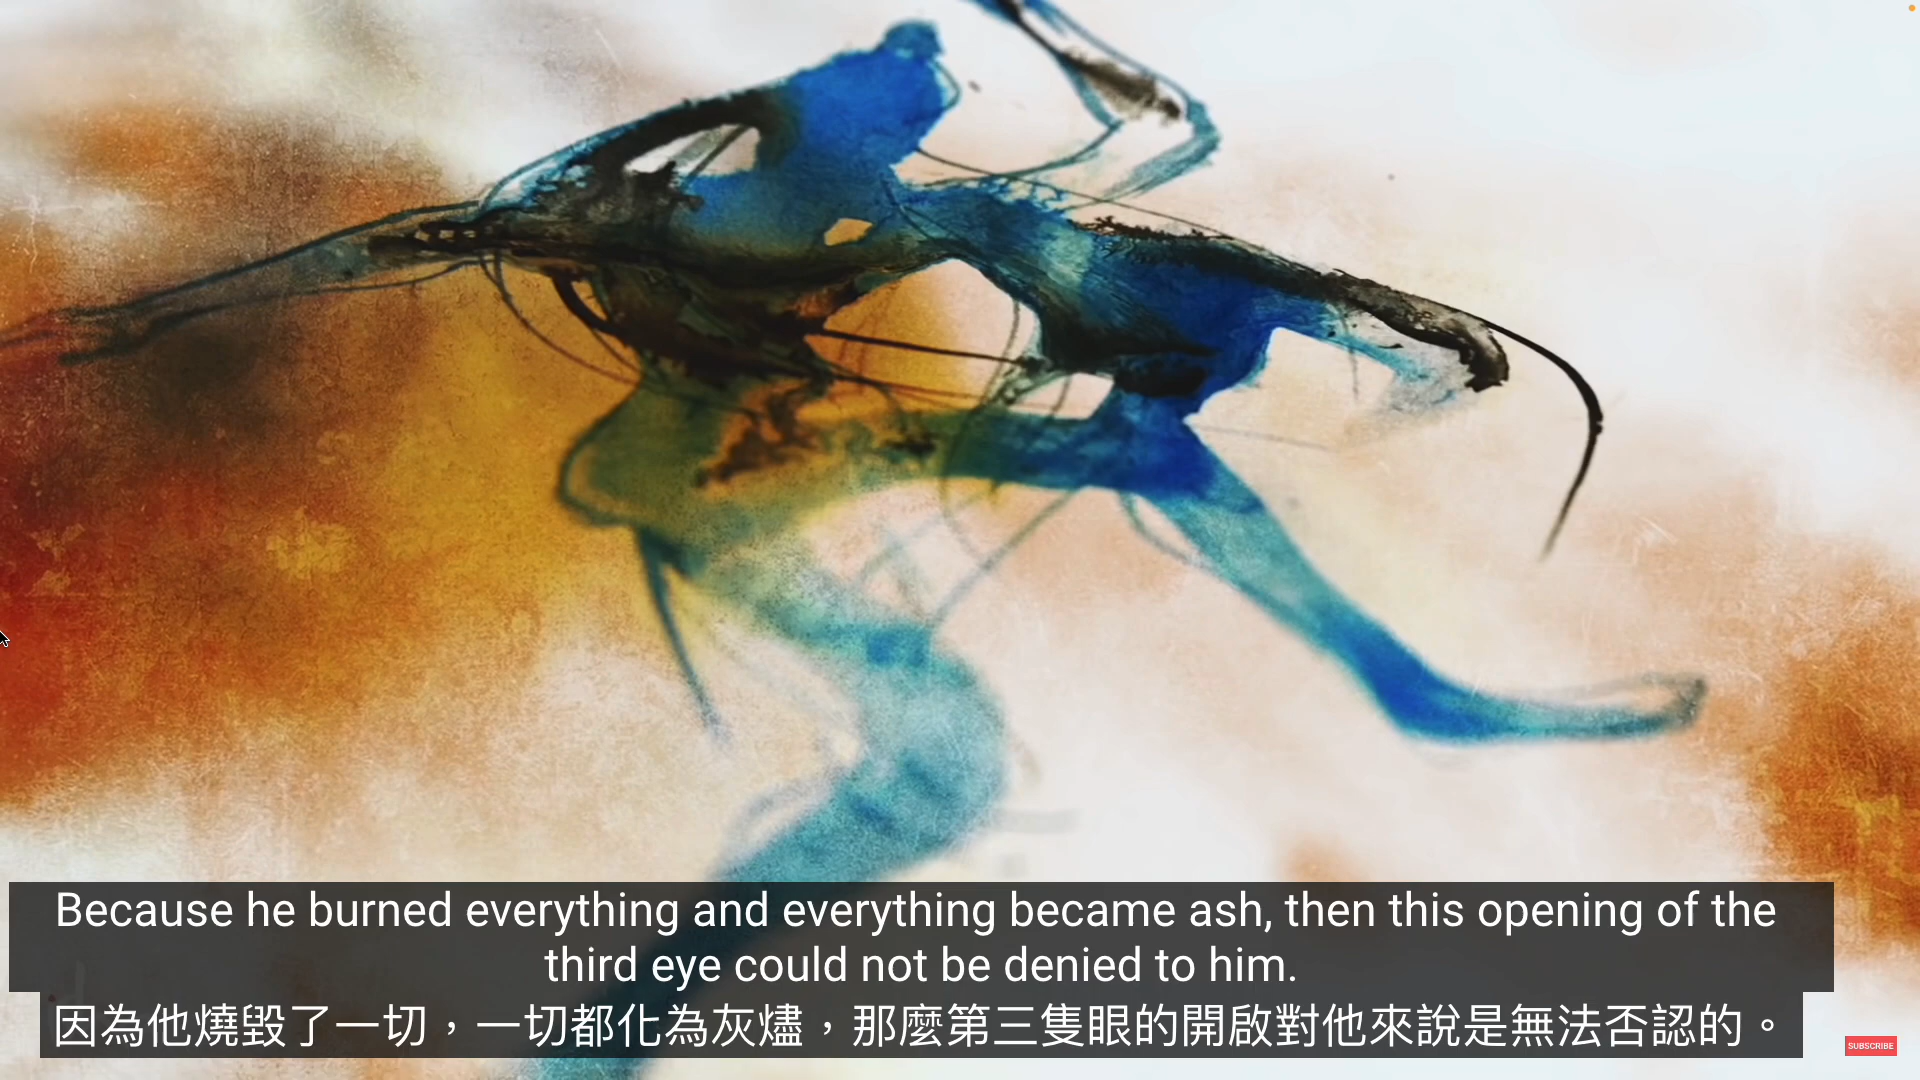 Because he burned everything and everything became ash, then this opening of the
third eye could not be denied to him.
因為他燒毀了一切，一切都化為灰燼，那麼第三隻眼的開啟對他來說是無法否認的。
SUBSCRIBE